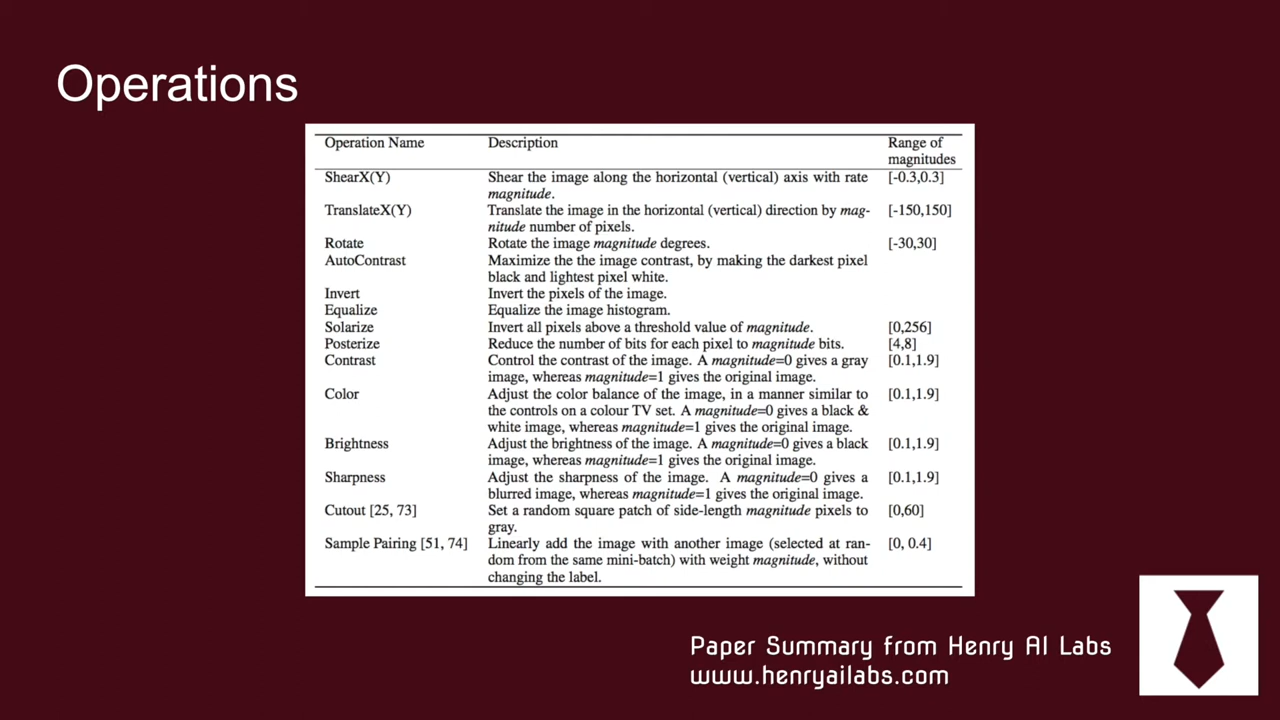 Operations
Operation Name Description Range of
magnitudes
ShearX(Y) Shear the image along the horizontal (vertical) axis with rate [-0.3,0.3]
magnitude.
TranslateX(Y) Translate the image in the horizontal (vertical) direction by mag- [-150,150]
nitude number of pixels.
Rotate Rotate the image magnitude degrees. [-30,30]
AutoContrast Maximize the the image contrast, by making the darkest pixel
black and lightest pixel white.
Invert Invert the pixels of the image.
Equalize Equalize the image histogram.
Solarize Invert all pixels above a threshold value of magnitude. [0,256]
Posterize Reduce the number of bits for each pixel to magnitude bits. [4,8]
Contrast Control the contrast of the image. A magnitude=0 gives a gray [0.1,1.9]
image, whereas magnitude=1 gives the original image.
Color Adjust the color balance of the image, in a manner similar to [0.1,1.9]
the controls on a colour TV set. A magnitude=0 gives a black &
white image, whereas magnitude=1 gives the original image.
Brightness Adjust the brightness of the image. A magnitude=0 gives a black [0.1,1.9]
image, whereas magnitude=1 gives the original image.
Sharpness Adjust the sharpness of the image. A magnitude=0 gives a [0.1,1.9]
blurred image, whereas magnitude=1 gives the original image.
Cutout [25, 73] Set a random square patch of side-length magnitude pixels to [0,60]
gray.
Sample Pairing [51, 74] Linearly add the image with another image (selected at ran- [0, 0.4]
dom from the same mini-batch) with weight magnitude, without
changing the label.
Paper Summary from Henry AI Labs
www.henryailabs.com